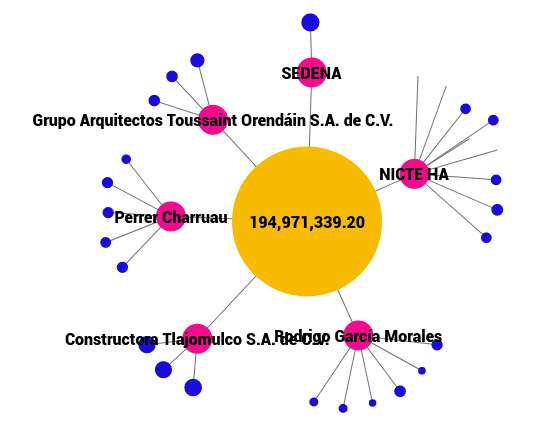 SEDENA
Grupo Arquitectos Toussaint Orendáin S.A. de C.V.
NICTE HA
Perrer Charruau
194,971,339.20
Constructora Tlajomulco S.A. de C.V.
Rodrigo García Morales